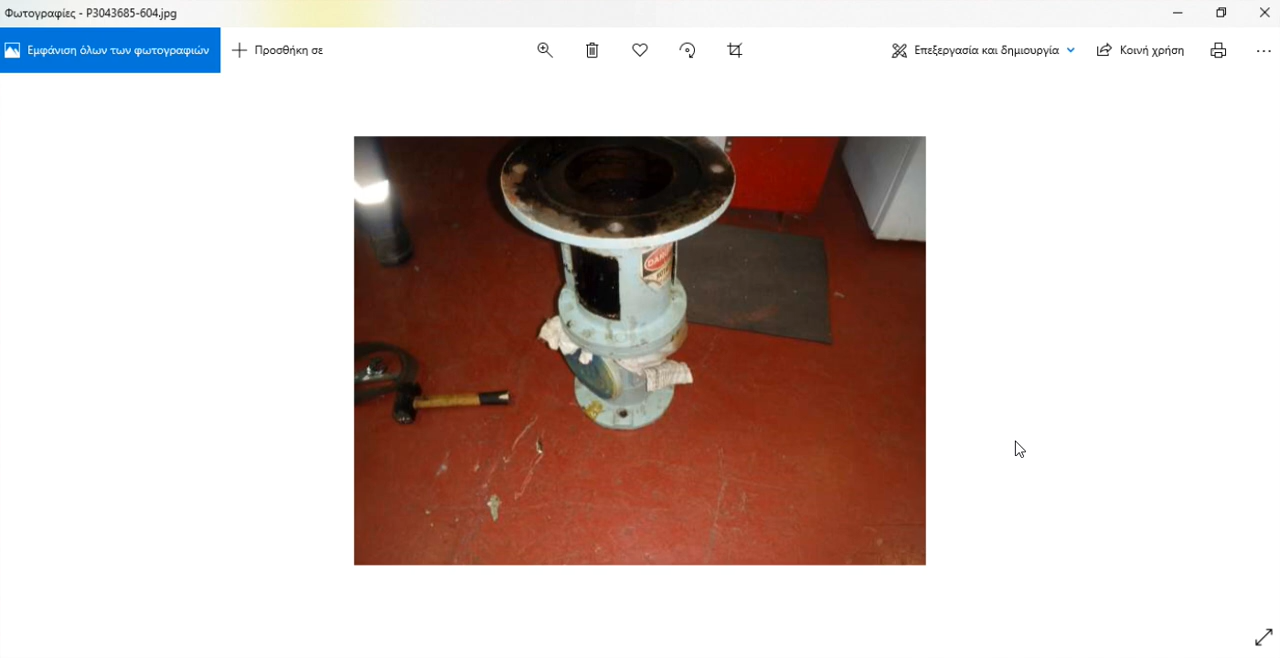 Φωτογραφίες - P3043685-604.jpg
Εμφάνιση όλων των φωτογραφιών
Προσθήκη σε
Επεξεργασία και δημιουργία
Κοινή χρήση